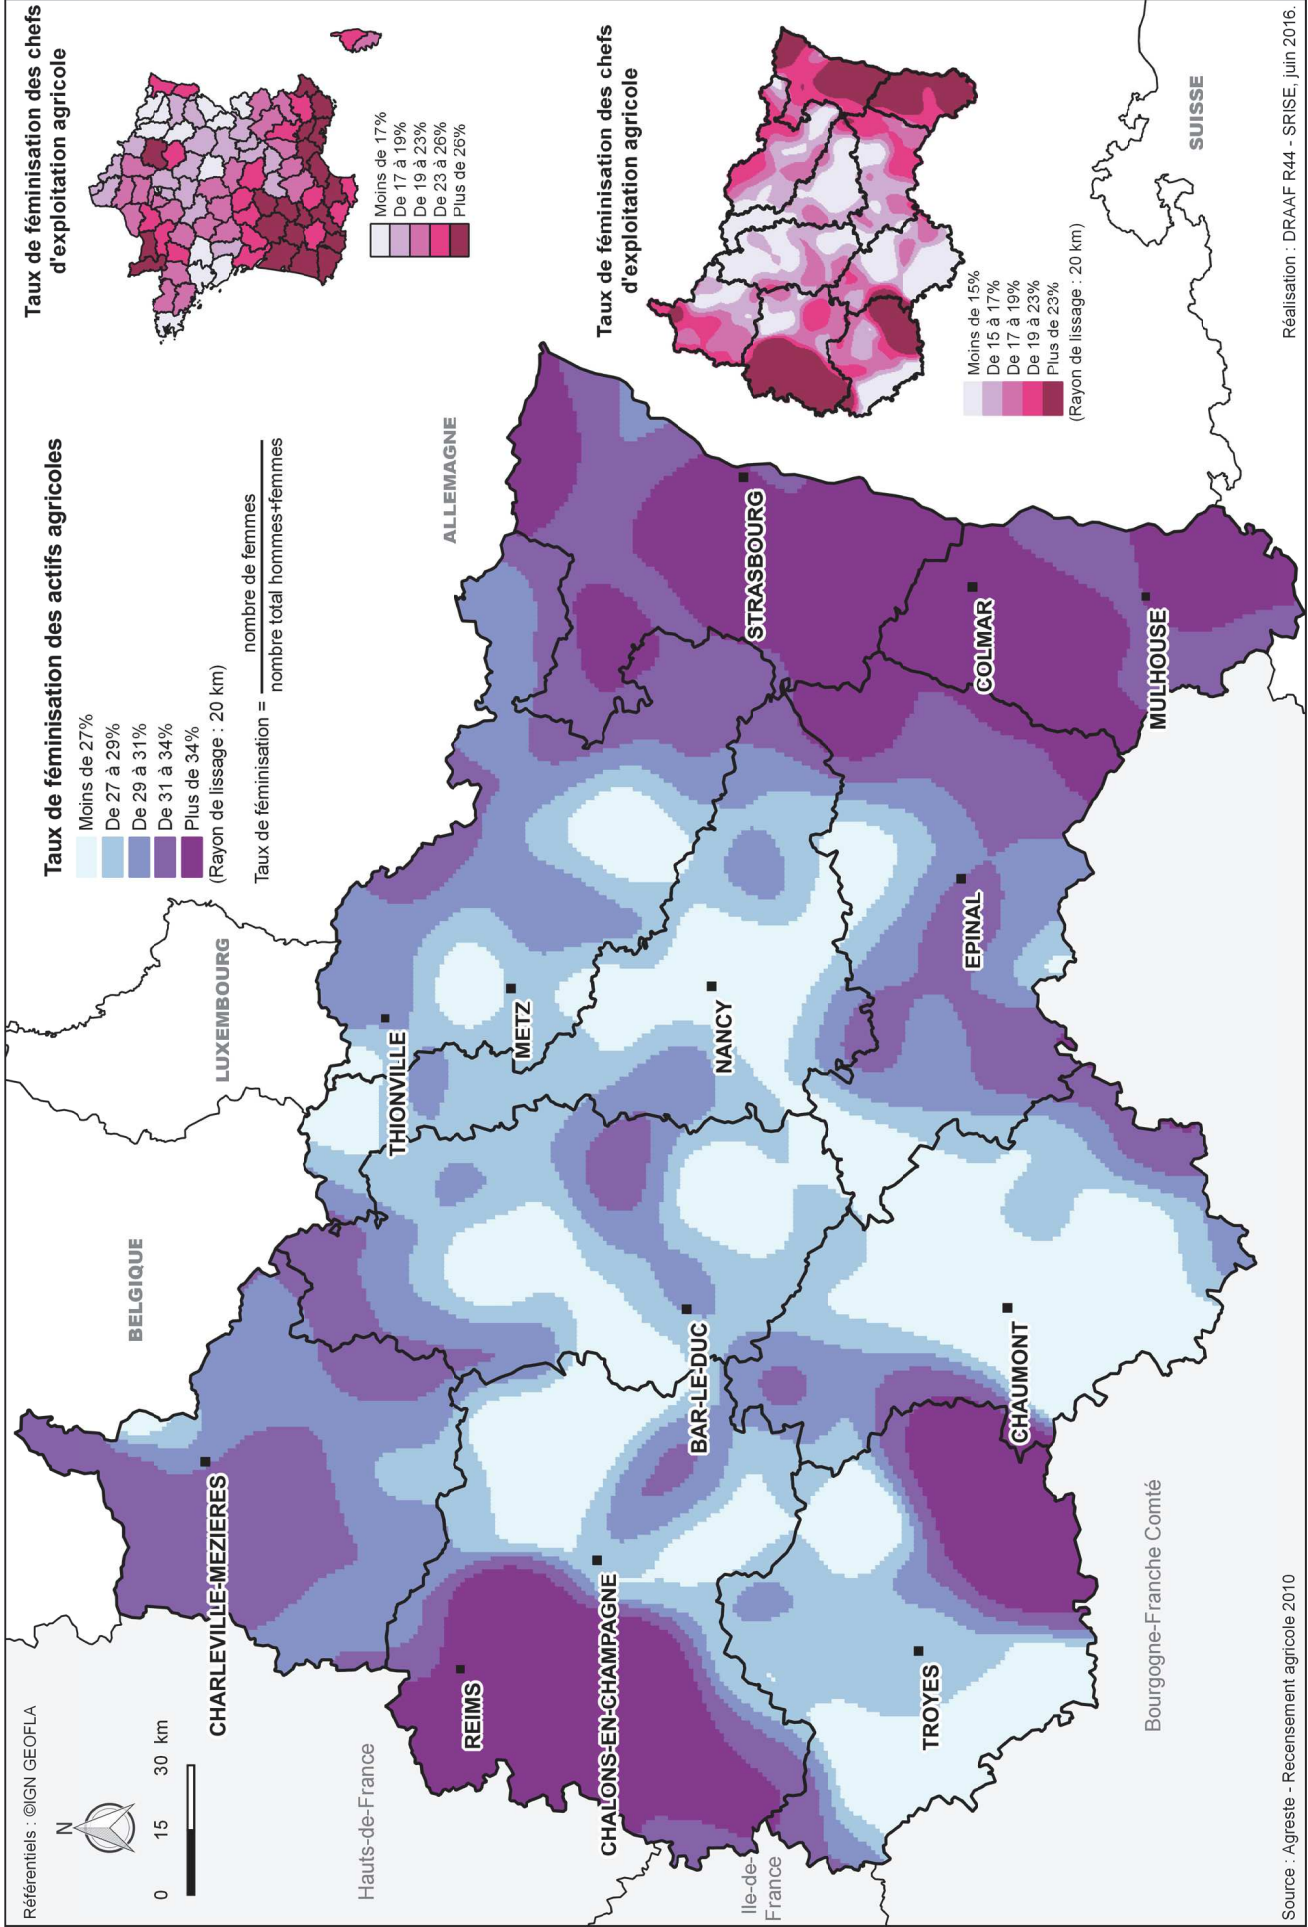 Référentiels : ©IGN GEOFLA
N
0 15 30 km
Taux de féminisation des actifs agricoles
Moins de 27%
De 27 à 29%
De 29 à 31%
De 31 à 34%
Plus de 34%
(Rayon de lissage : 20 km)
Taux de féminisation =
nombre de femmes
nombre total hommes+femmes
Taux de féminisation des chefs
d'exploitation agricole
Moins de 17%
De 17 à 19%
De 19 à 23%
De 23 à 26%
Plus de 26%
Taux de féminisation des chefs
d'exploitation agricole
Moins de 15%
De 15 à 17%
De 17 à 19%
De 19 à 23%
Plus de 23%
(Rayon de lissage : 20 km)
BELGIQUE
LUXEMBOURG
ALLEMAGNE
SUISSE
Hauts-de-France
Ile-de-
France
Bourgogne-Franche Comté
CHARLEVILLE-MEZIERES
THIONVILLE
METZ
REIMS
CHALONS-EN-CHAMPAGNE
BAR-LE-DUC
NANCY
STRASBOURG
TROYES
CHAUMONT
EPINAL
COLMAR
MULHOUSE
Source : Agreste - Recensement agricole 2010
Réalisation : DRAAF R44 - SRISE, juin 2016.